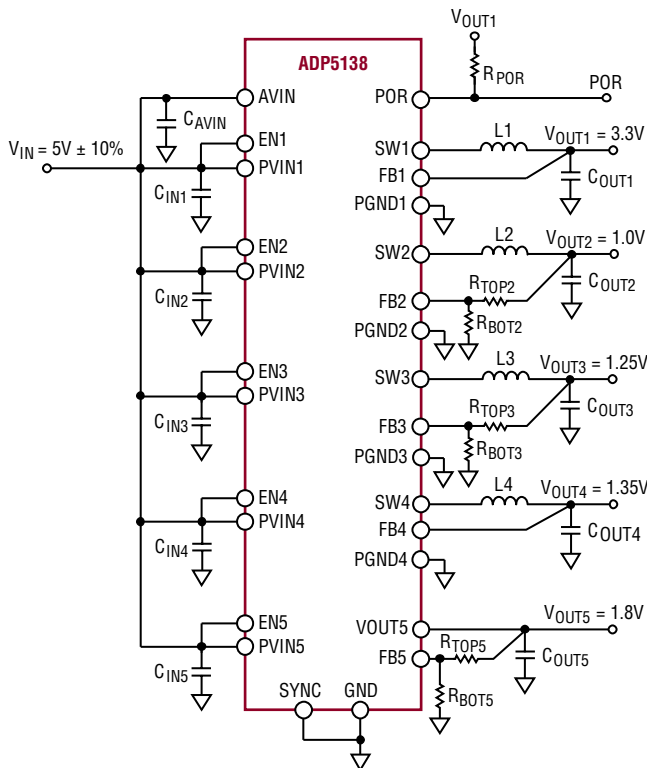 VOUT1
ADP5138
RPOR
AVIN
POR
POR
CAVIN
EN1
VIN = 5V ± 10%
SW1
L1
VOUT1 = 3.3V
PVIN1
FB1
CIN1
COUT1
PGND1
EN2
SW2
L2
VOUT2 = 1.0V
PVIN2
CIN2
FB2
RTOP2
COUT2
RBOT2
PGND2
EN3
SW3
L3
VOUT3 = 1.25V
PVIN3
CIN3
FB3
RTOP3
COUT3
RBOT3
PGND3
EN4
SW4
L4
VOUT4 = 1.35V
PVIN4
FB4
CIN4
COUT4
PGND4
EN5
VOUT5
VOUT5 = 1.8V
PVIN5
FB5
RTOP5
CIN5
COUT5
RBOT5
SYNC
GND